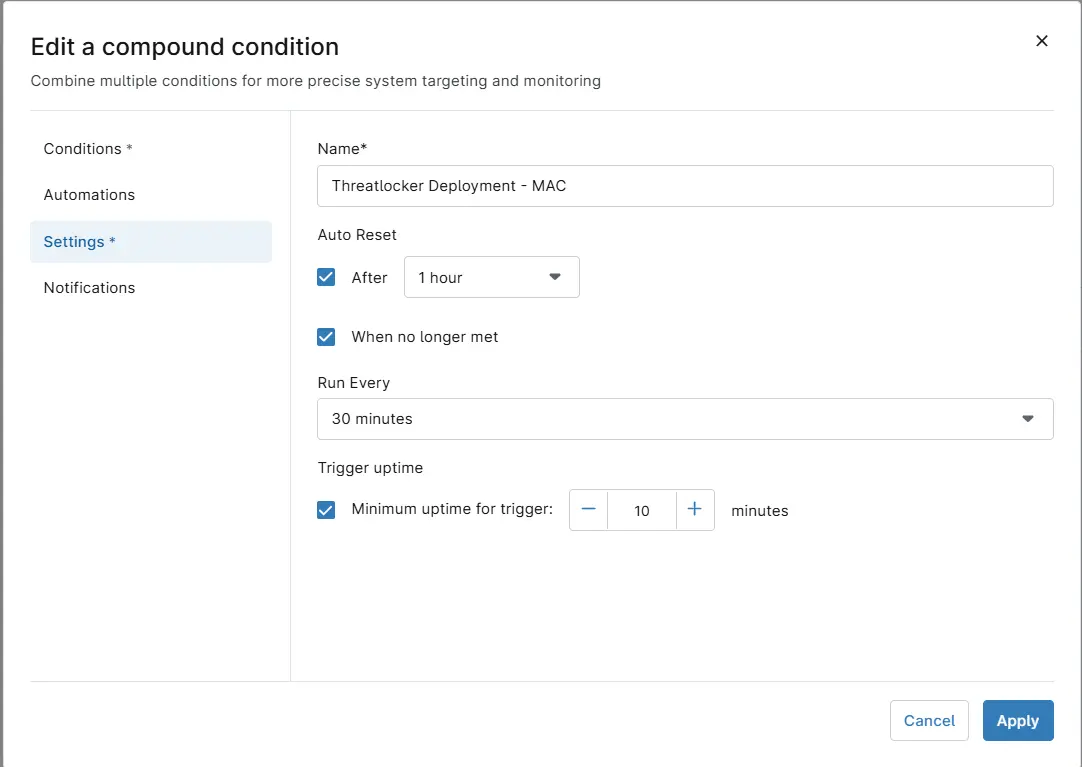 Edit a compound condition
Combine multiple conditions for more precise system targeting and monitoring
Conditions *
Automations
Settings *
Notifications
Name*
Threatlocker Deployment - MAC
Auto Reset
After 1 hour
When no longer met
Run Every
30 minutes
Trigger uptime
Minimum uptime for trigger: 10 minutes
Cancel Apply